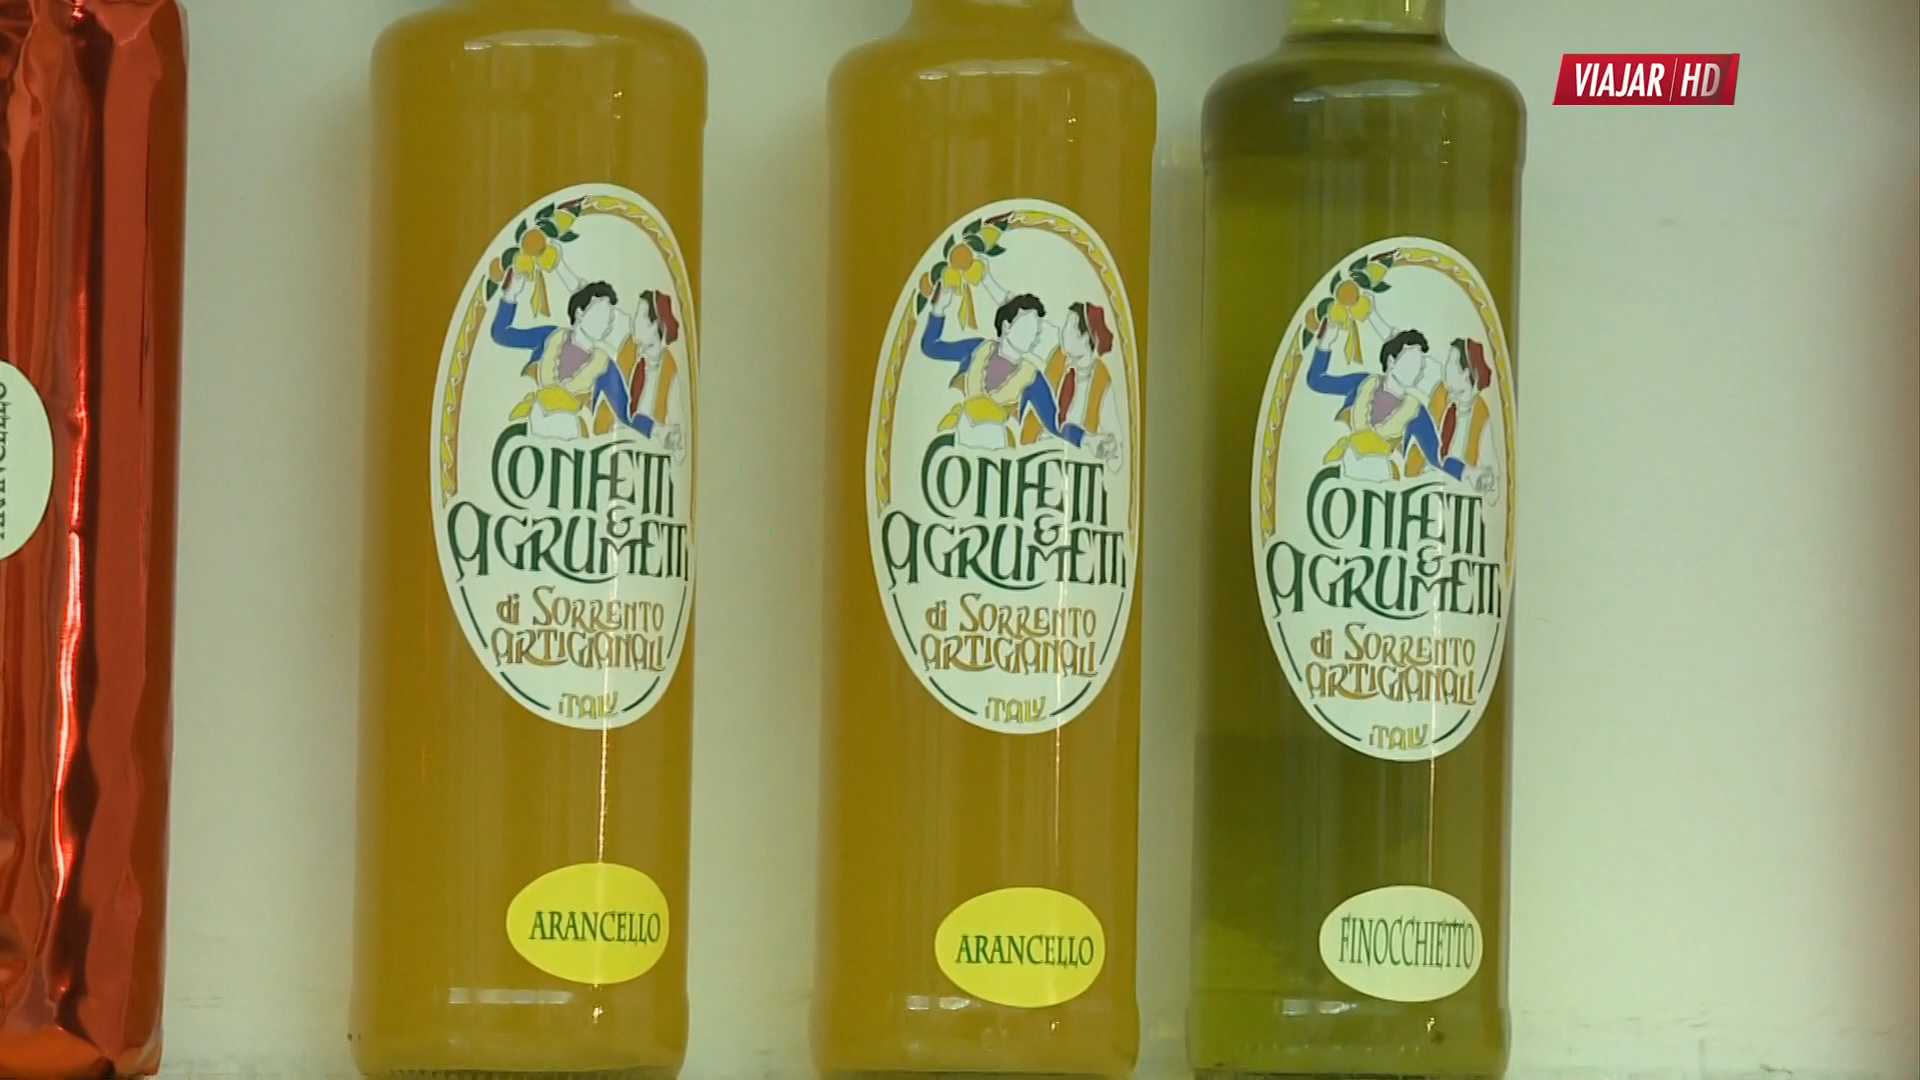 VIAJAR HD
CONFETTI
&
AGRUMETTI
di SORRENTO
ARTIGIANALI
ITALY
ARANCELLO
CONFETTI
&
AGRUMETTI
di SORRENTO
ARTIGIANALI
ITALY
ARANCELLO
CONFETTI
&
AGRUMETTI
di SORRENTO
ARTIGIANALI
ITALY
FINOCCHIETTO